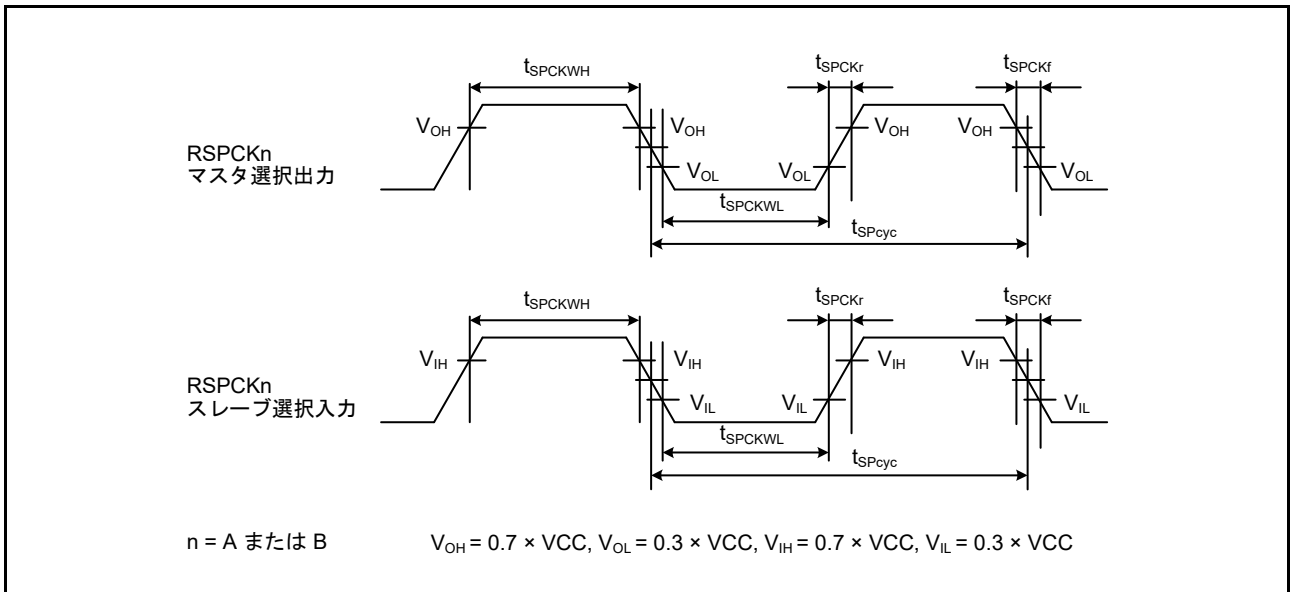 tSPCKWH
tSPCKr
tSPCKf
VOH
VOH
VOH
VOH
RSPCKn
マスタ選択出力
VOL
VOL
VOL
tSPCKWL
tSPcyc
tSPCKWH
tSPCKr
tSPCKf
VIH
VIH
VIH
VIH
RSPCKn
スレーブ選択入力
VIL
VIL
VIL
tSPCKWL
tSPcyc
n = A または B
VOH = 0.7 × VCC, VOL = 0.3 × VCC, VIH = 0.7 × VCC, VIL = 0.3 × VCC